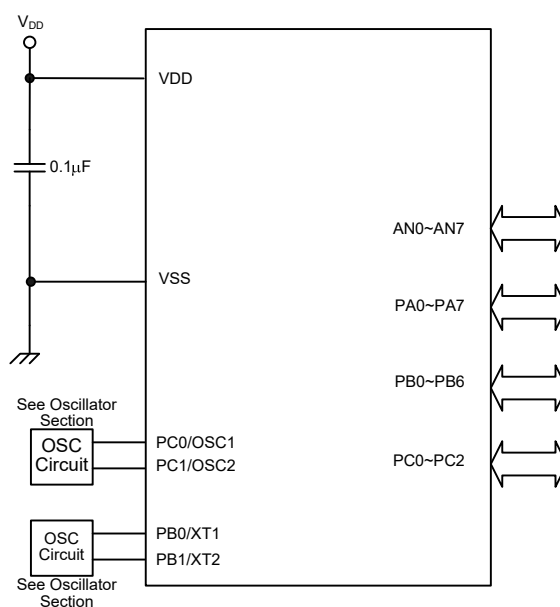 VDD
VDD
0.1μF
AN0~AN7
VSS
PA0~PA7
PB0~PB6
See Oscillator
Section
OSC
Circuit
PC0/OSC1
PC1/OSC2
PC0~PC2
OSC
Circuit
PB0/XT1
PB1/XT2
See Oscillator
Section